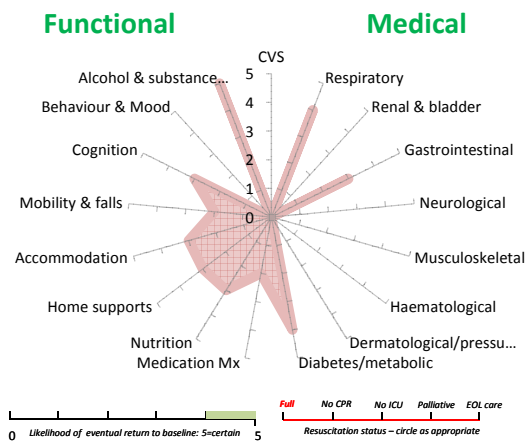 Functional Medical
CVS
Alcohol & substance... 5 Respiratory
Behaviour & Mood 4 Renal & bladder
Cognition 3 Gastrointestinal
2
Mobility & falls 1 Neurological
0
Accommodation Musculoskeletal
Home supports Haematological
Nutrition Dermatological/pressu...
Medication Mx Diabetes/metabolic
Full No CPR No ICU Palliative EOL care
0 Likelihood of eventual return to baseline: 5=certain 5 Resuscitation status – circle as appropriate